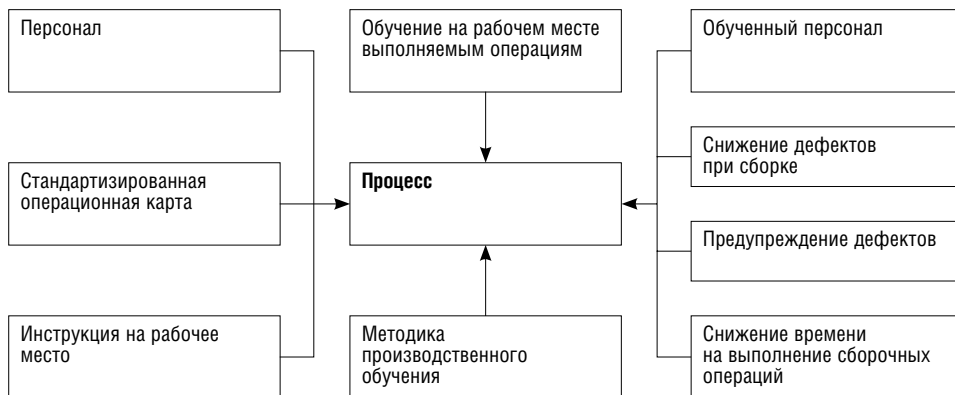 Персонал
Обучение на рабочем месте
выполняемым операциям
Обученный персонал
Стандартизированная
операционная карта
Процесс
Снижение дефектов
при сборке
Предупреждение дефектов
Инструкция на рабочее
место
Методика
производственного
обучения
Снижение времени
на выполнение сборочных
операций